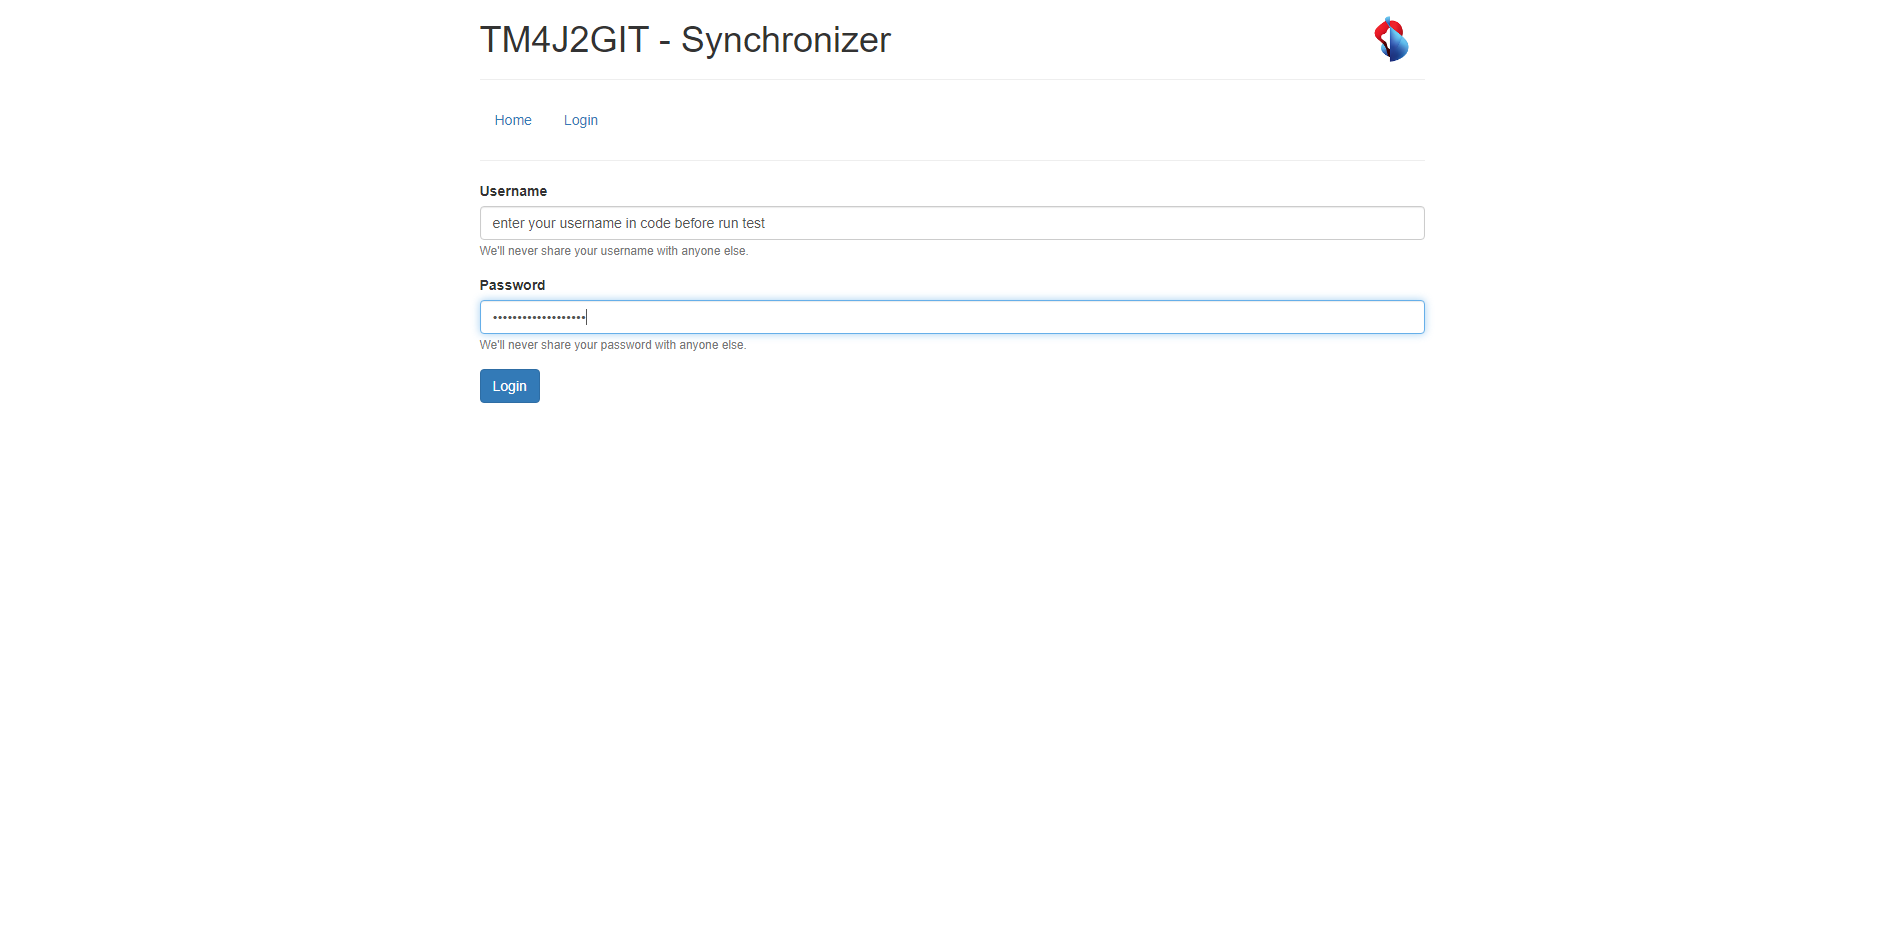 TM4J2GIT - Synchronizer
Home Login
Username
enter your username in code before run test
We'll never share your username with anyone else.
Password
•••••••••••••••••••
We'll never share your password with anyone else.
Login